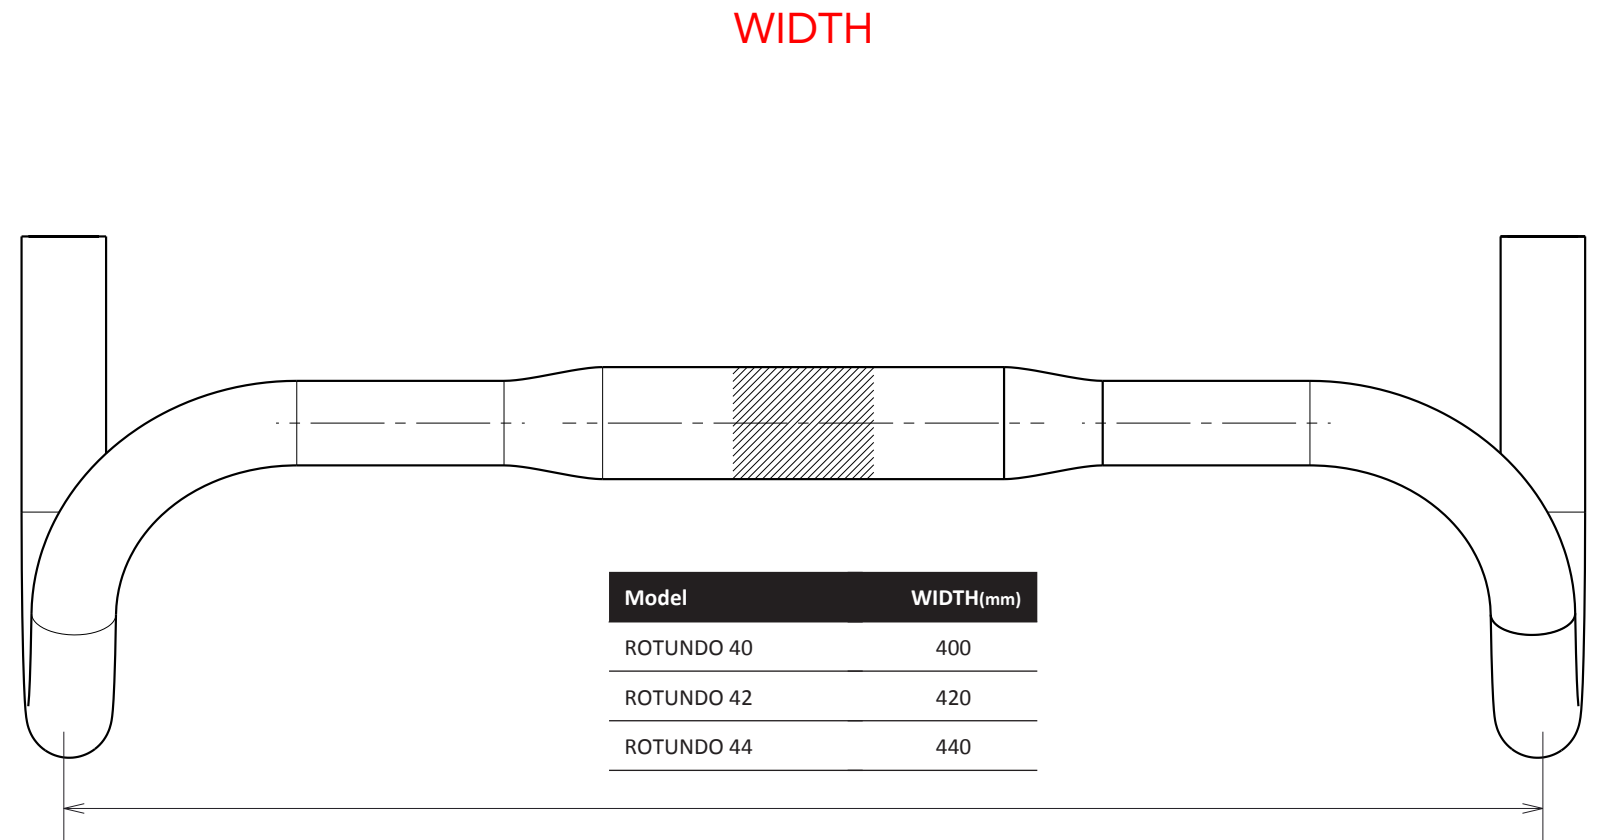 WIDTH
Model WIDTH(mm)
ROTUNDO 40 400
ROTUNDO 42 420
ROTUNDO 44 440